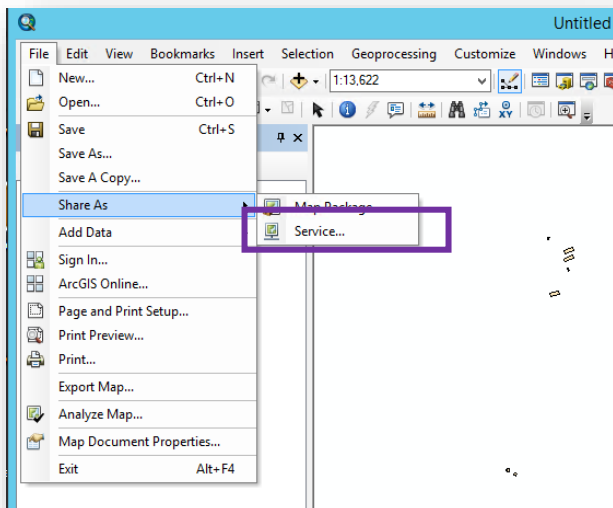 Untitled
File Edit View Bookmarks Insert Selection Geoprocessing Customize Windows H
New... Ctrl+N
1:13,622
Open... Ctrl+O
Save Ctrl+S
Save As...
Save A Copy...
Share As
Map Package...
Add Data
Service...
Sign In...
ArcGIS Online...
Page and Print Setup...
Print Preview...
Print...
Export Map...
Analyze Map...
Map Document Properties...
Exit Alt+F4